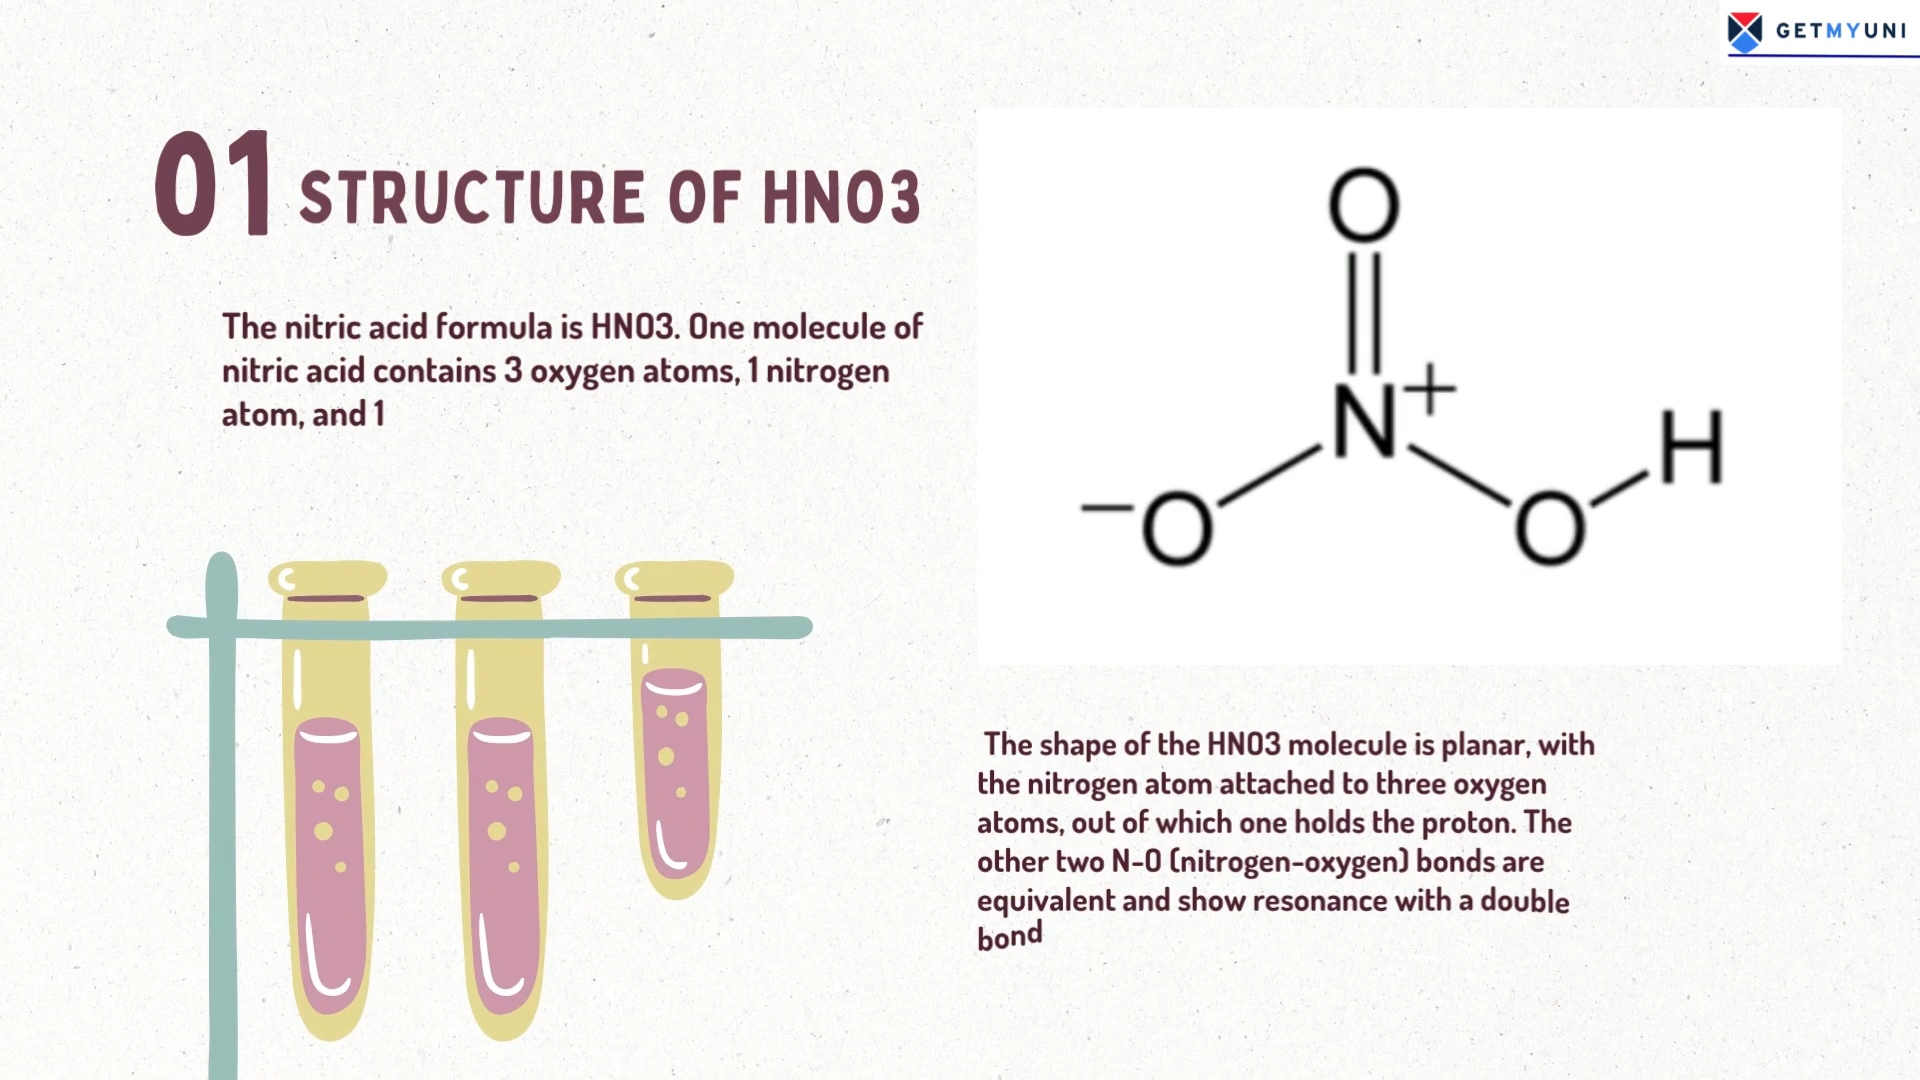 GETMYUNI
01 STRUCTURE OF HNO3
The nitric acid formula is HNO3. One molecule of
nitric acid contains 3 oxygen atoms, 1 nitrogen
atom, and 1
O
N+
H
−O
O
The shape of the HNO3 molecule is planar, with
the nitrogen atom attached to three oxygen
atoms, out of which one holds the proton. The
other two N-O (nitrogen-oxygen) bonds are
equivalent and show resonance with a double
bond